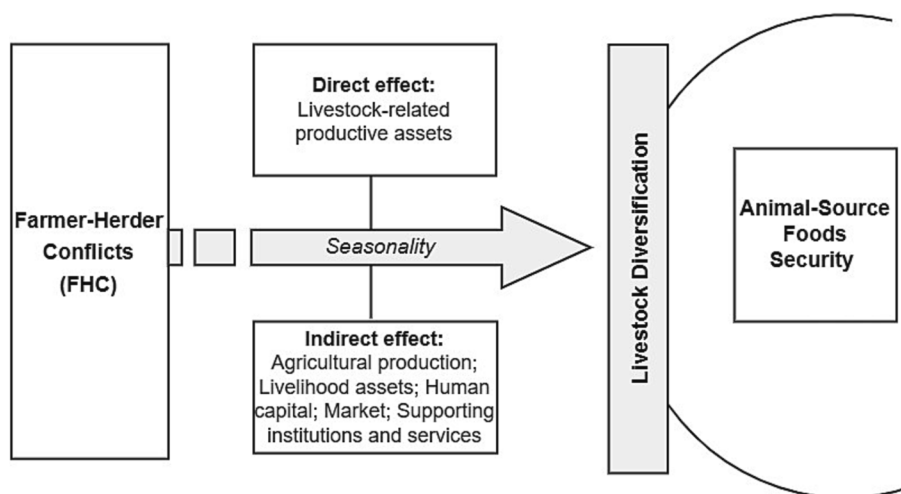 Farmer-Herder
Conflicts
(FHC)
Direct effect:
Livestock-related
productive assets
Seasonality
Indirect effect:
Agricultural production;
Livelihood assets; Human
capital; Market; Supporting
institutions and services
Livestock Diversification
Animal-Source
Foods
Security